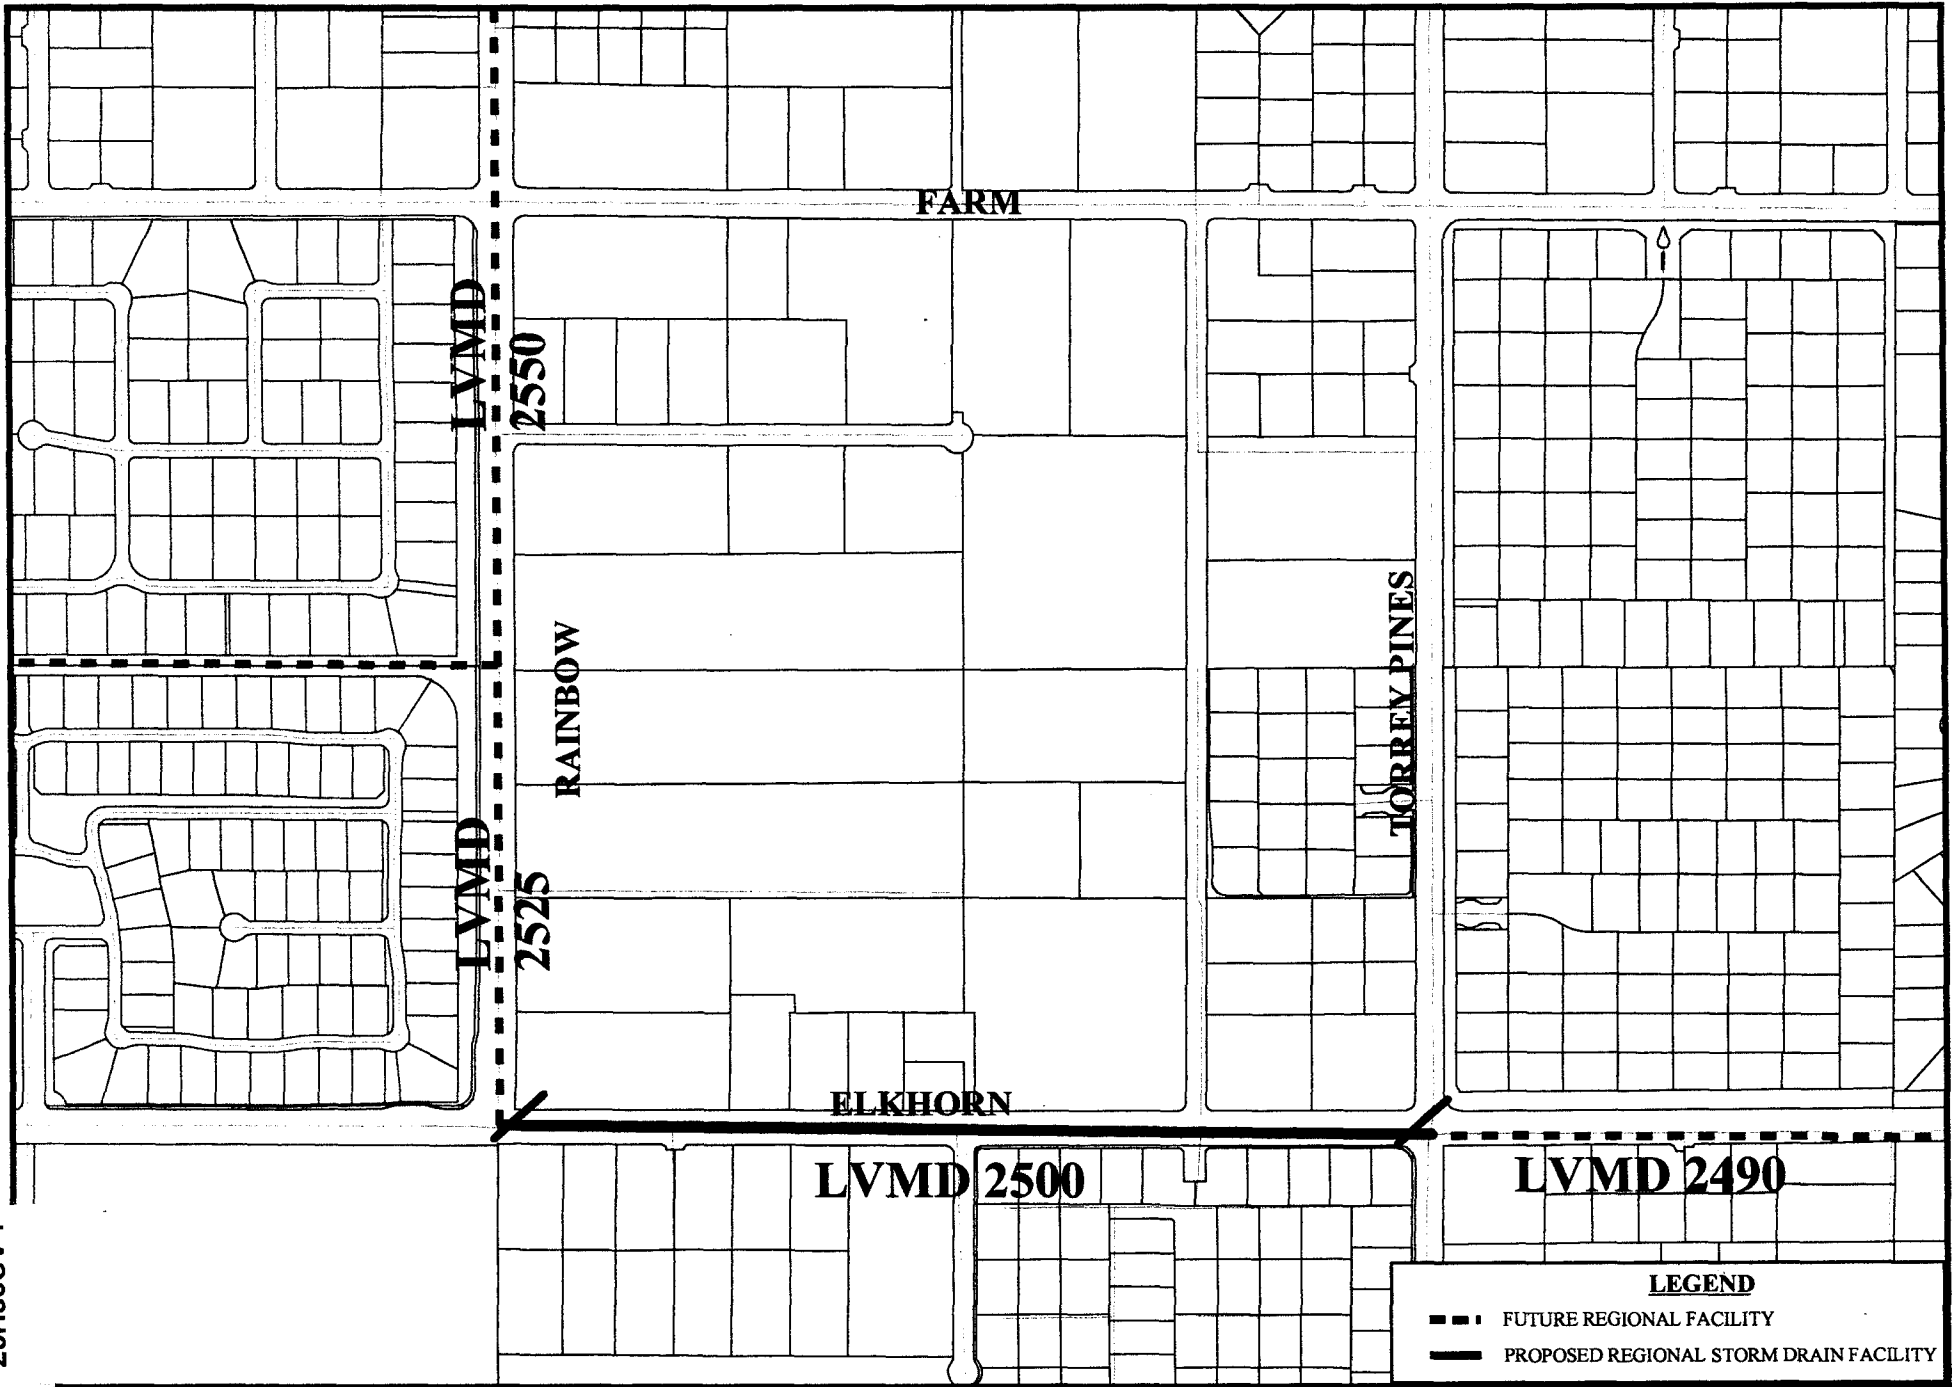 FARM
LVMD
2550
RAINBOW
TORREY PINES
LVMD
2525
ELKHORN
LVMD 2500
LVMD 2490
LEGEND
FUTURE REGIONAL FACILITY
PROPOSED REGIONAL STORM DRAIN FACILITY